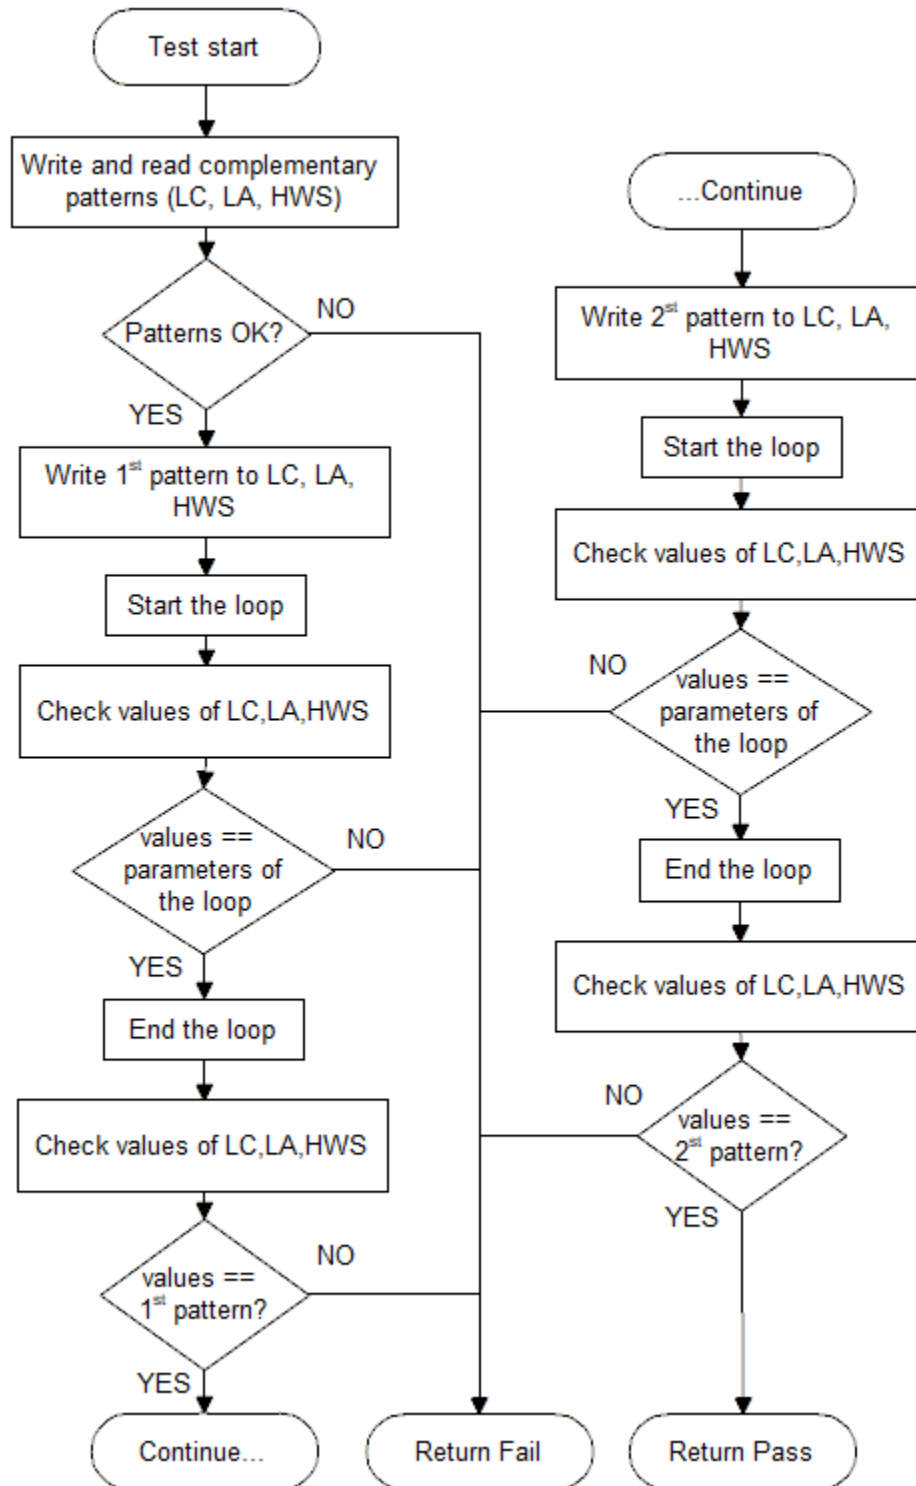 Test start
Write and read complementary
patterns (LC, LA, HWS)
Patterns OK?
NO
YES
Write 1st pattern to LC, LA,
HWS
Start the loop
Check values of LC,LA,HWS
values ==
parameters of
the loop
NO
YES
End the loop
Check values of LC,LA,HWS
values ==
1st pattern?
NO
YES
Continue...
Return Fail
...Continue
Write 2st pattern to LC, LA,
HWS
Start the loop
Check values of LC,LA,HWS
NO
values ==
parameters of
the loop
YES
End the loop
Check values of LC,LA,HWS
NO
values ==
2st pattern?
YES
Return Pass